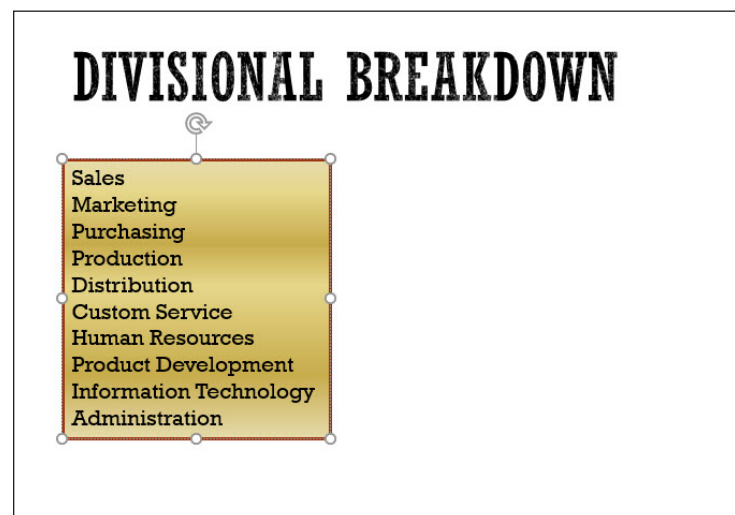 DIVISIONAL BREAKDOWN
Sales
Marketing
Purchasing
Production
Distribution
Custom Service
Human Resources
Product Development
Information Technology
Administration